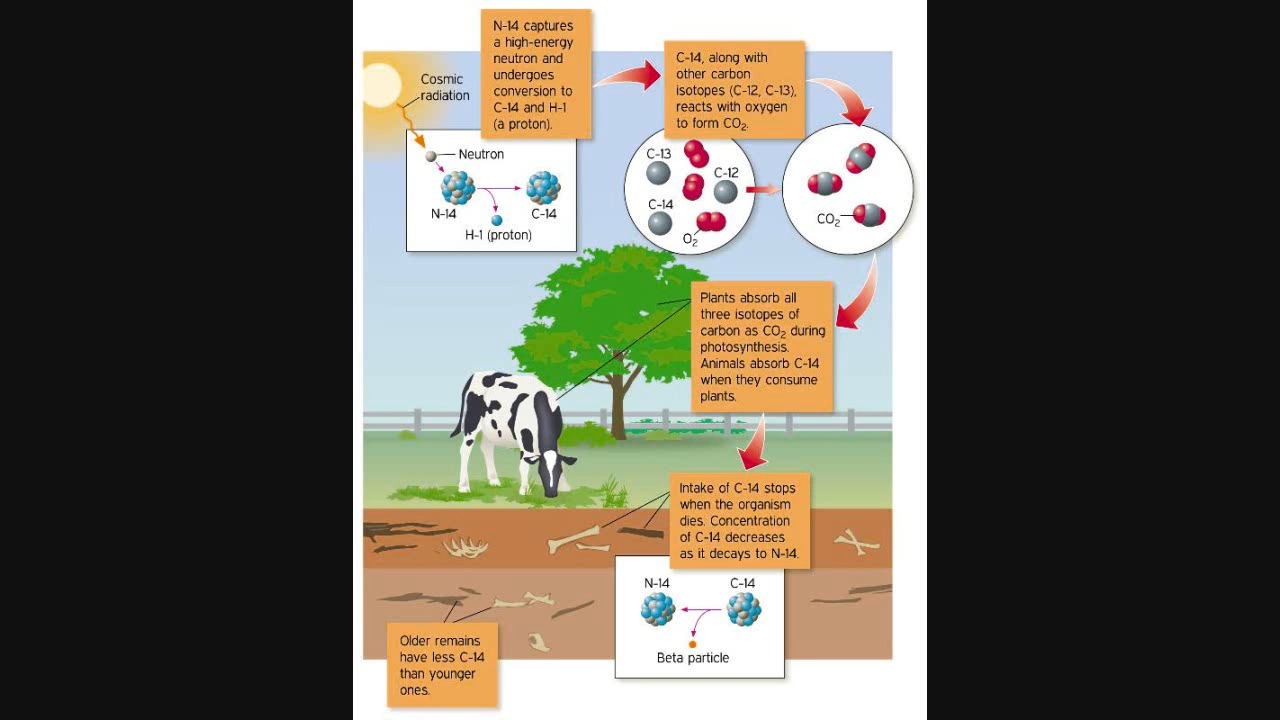 N-14 captures
a high-energy
neutron and
undergoes
conversion to
C-14 and H-1
(a proton).
C-14, along with
other carbon
isotopes (C-12, C-13),
reacts with oxygen
to form CO₂.
Cosmic
radiation
Neutron
N-14
C-14
H-1 (proton)
C-13
C-12
C-14
O₂
CO₂
Plants absorb all
three isotopes of
carbon as CO₂ during
photosynthesis.
Animals absorb C-14
when they consume
plants.
Intake of C-14 stops
when the organism
dies. Concentration
of C-14 decreases
as it decays to N-14.
N-14
C-14
Beta particle
Older remains
have less C-14
than younger
ones.